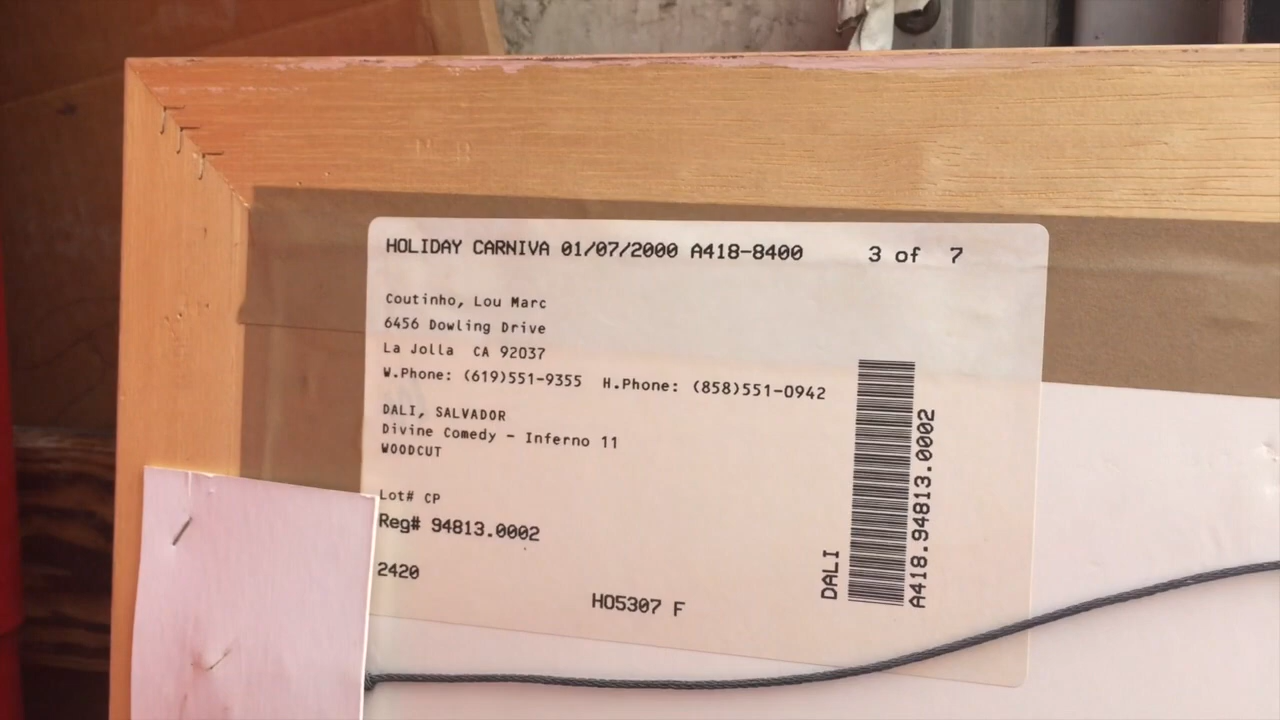 HOLIDAY CARNIVA 01/07/2000 A418-8400 3 of 7
Coutinho, Lou Marc
6456 Dowling Drive
La Jolla CA 92037
W.Phone: (619)551-9355 H.Phone: (858)551-0942
DALI, SALVADOR
Divine Comedy - Inferno 11
WOODCUT
Lot# CP
Reg# 94813.0002
2420
HO5307 F
DALI
A418.94813.0002